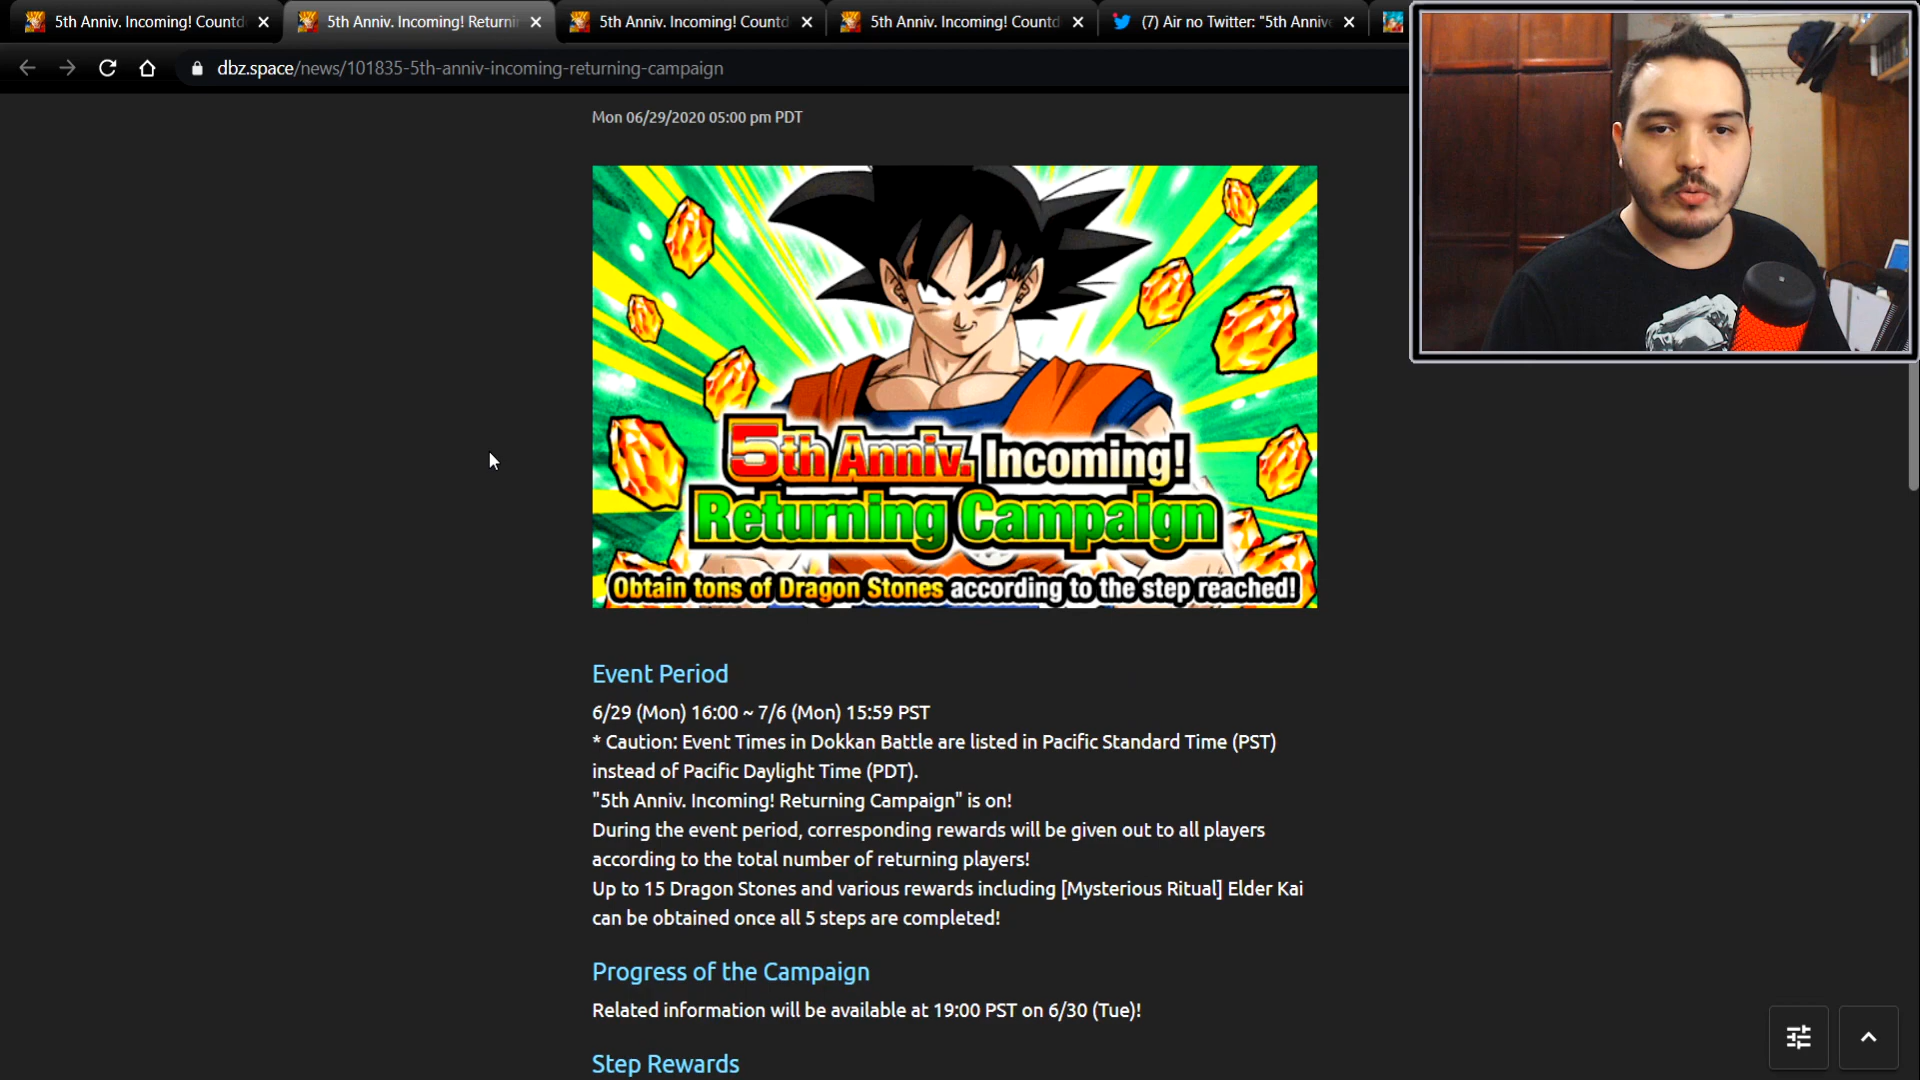 5th Anniv. Incoming! Countd
5th Anniv. Incoming! Returnin
5th Anniv. Incoming! Countd
5th Anniv. Incoming! Countd
(7) Air no Twitter: "5th Annive
dbz.space/news/101835-5th-anniv-incoming-returning-campaign
Mon 06/29/2020 05:00 pm PDT
5th Anniv. Incoming!
Returning Campaign
Obtain tons of Dragon Stones according to the step reached!
Event Period
6/29 (Mon) 16:00 ~ 7/6 (Mon) 15:59 PST
* Caution: Event Times in Dokkan Battle are listed in Pacific Standard Time (PST)
instead of Pacific Daylight Time (PDT).
"5th Anniv. Incoming! Returning Campaign" is on!
During the event period, corresponding rewards will be given out to all players
according to the total number of returning players!
Up to 15 Dragon Stones and various rewards including [Mysterious Ritual] Elder Kai
can be obtained once all 5 steps are completed!
Progress of the Campaign
Related information will be available at 19:00 PST on 6/30 (Tue)!
Step Rewards